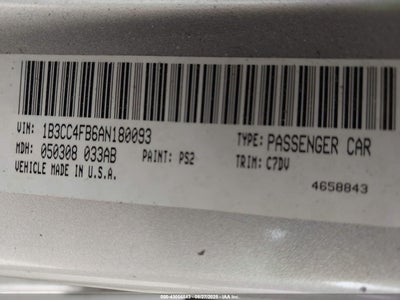 VIN: 1B3CC4FB6AN180093 TYPE: PASSENGER CAR
MDH: 050308 033AB PAINT: PS2 TRIM: C7DV
VEHICLE MADE IN U.S.A.
4658843